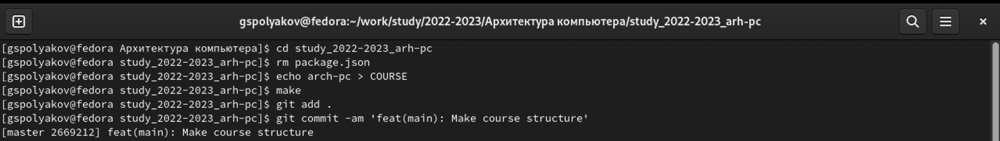 gspolyakov@fedora:~/work/study/2022-2023/Архитектура компьютера/study_2022-2023_arh-pc
[gspolyakov@fedora Архитектура компьютера]$ cd study_2022-2023_arh-pc
[gspolyakov@fedora study_2022-2023_arh-pc]$ rm package.json
[gspolyakov@fedora study_2022-2023_arh-pc]$ echo arch-pc > COURSE
[gspolyakov@fedora study_2022-2023_arh-pc]$ make
[gspolyakov@fedora study_2022-2023_arh-pc]$ git add .
[gspolyakov@fedora study_2022-2023_arh-pc]$ git commit -am 'feat(main): Make course structure'
[master 2669212] feat(main): Make course structure